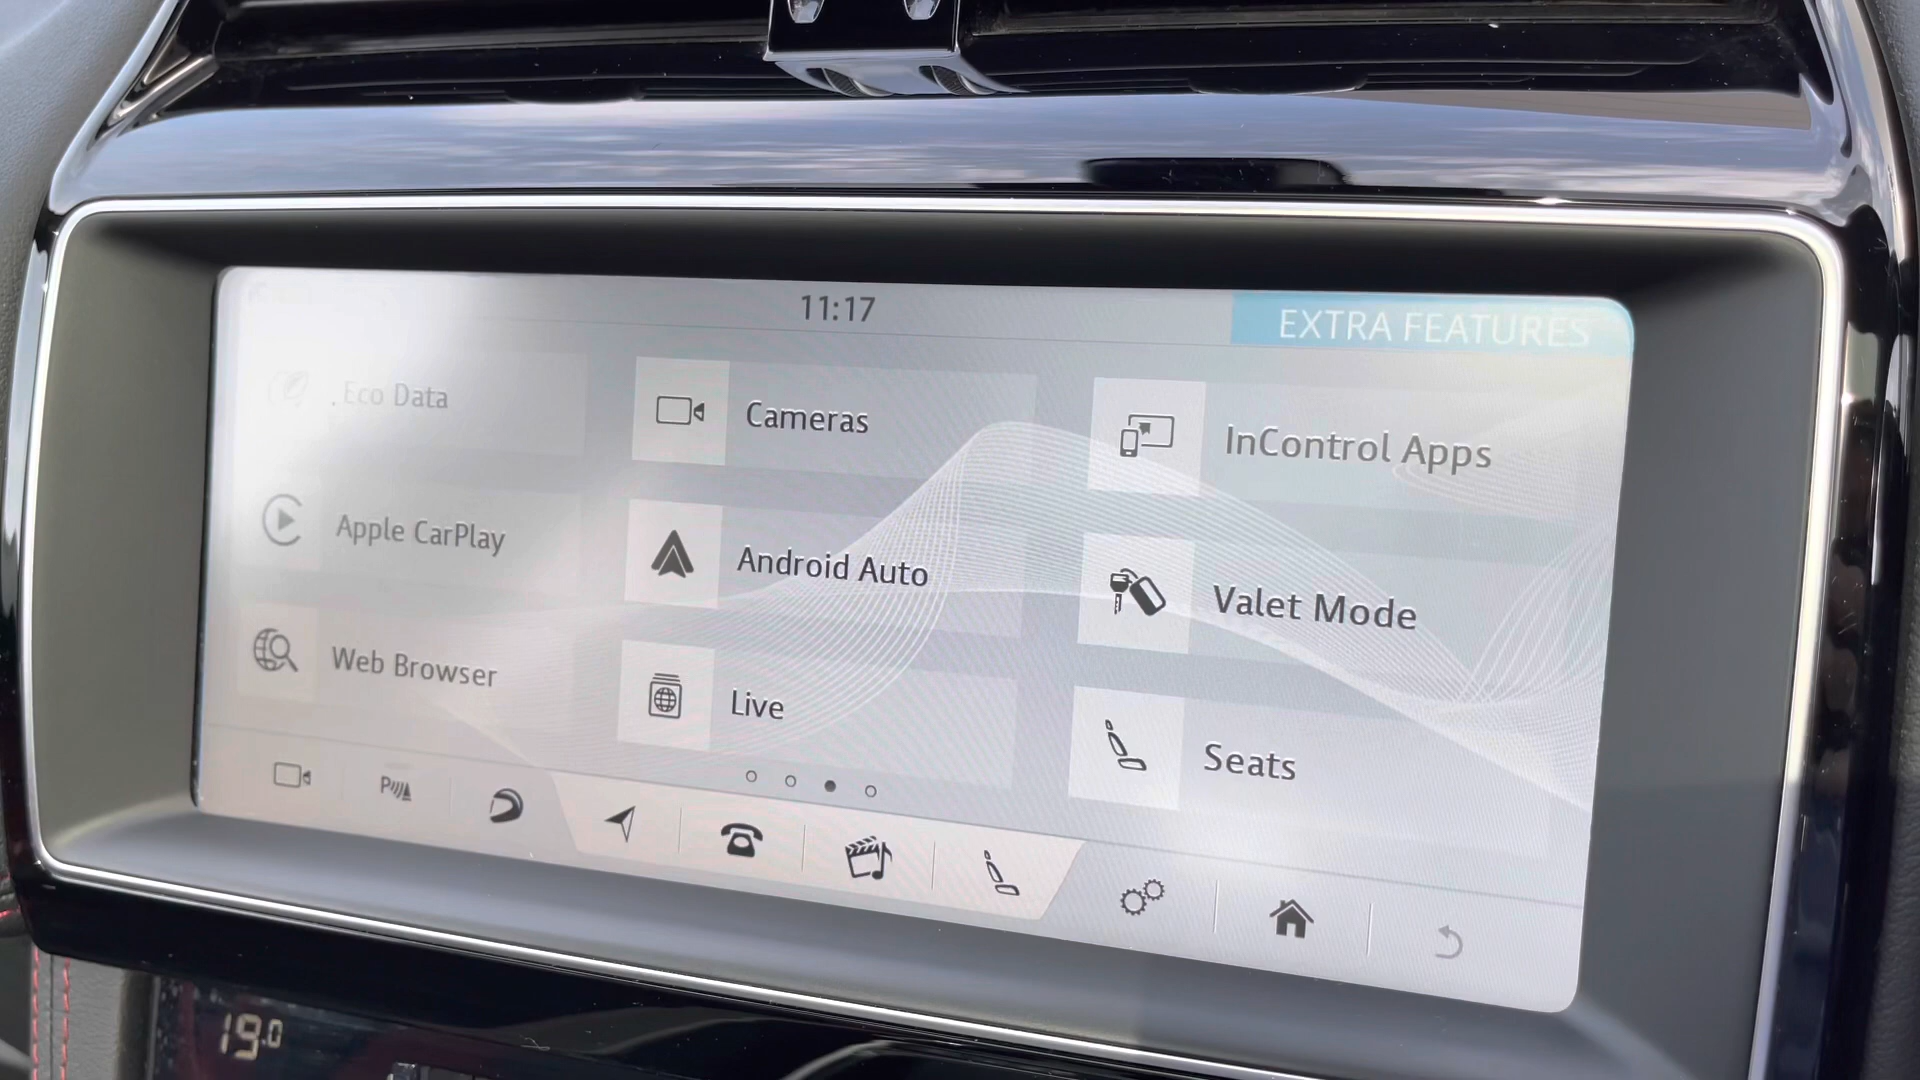 11:17
EXTRA FEATURES
Eco Data
Cameras
InControl Apps
Apple CarPlay
Android Auto
Valet Mode
Web Browser
Live
Seats
P
19.0